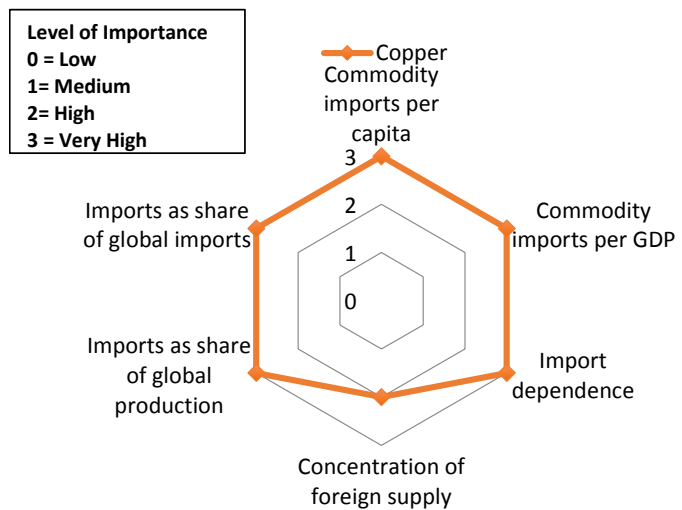 Level of Importance
0 = Low
1= Medium
2= High
3 = Very High
Copper
Commodity
imports per
capita
3
2
1
0
Imports as share
of global imports
Commodity
imports per GDP
Imports as share
of global
production
Import
dependence
Concentration of
foreign supply